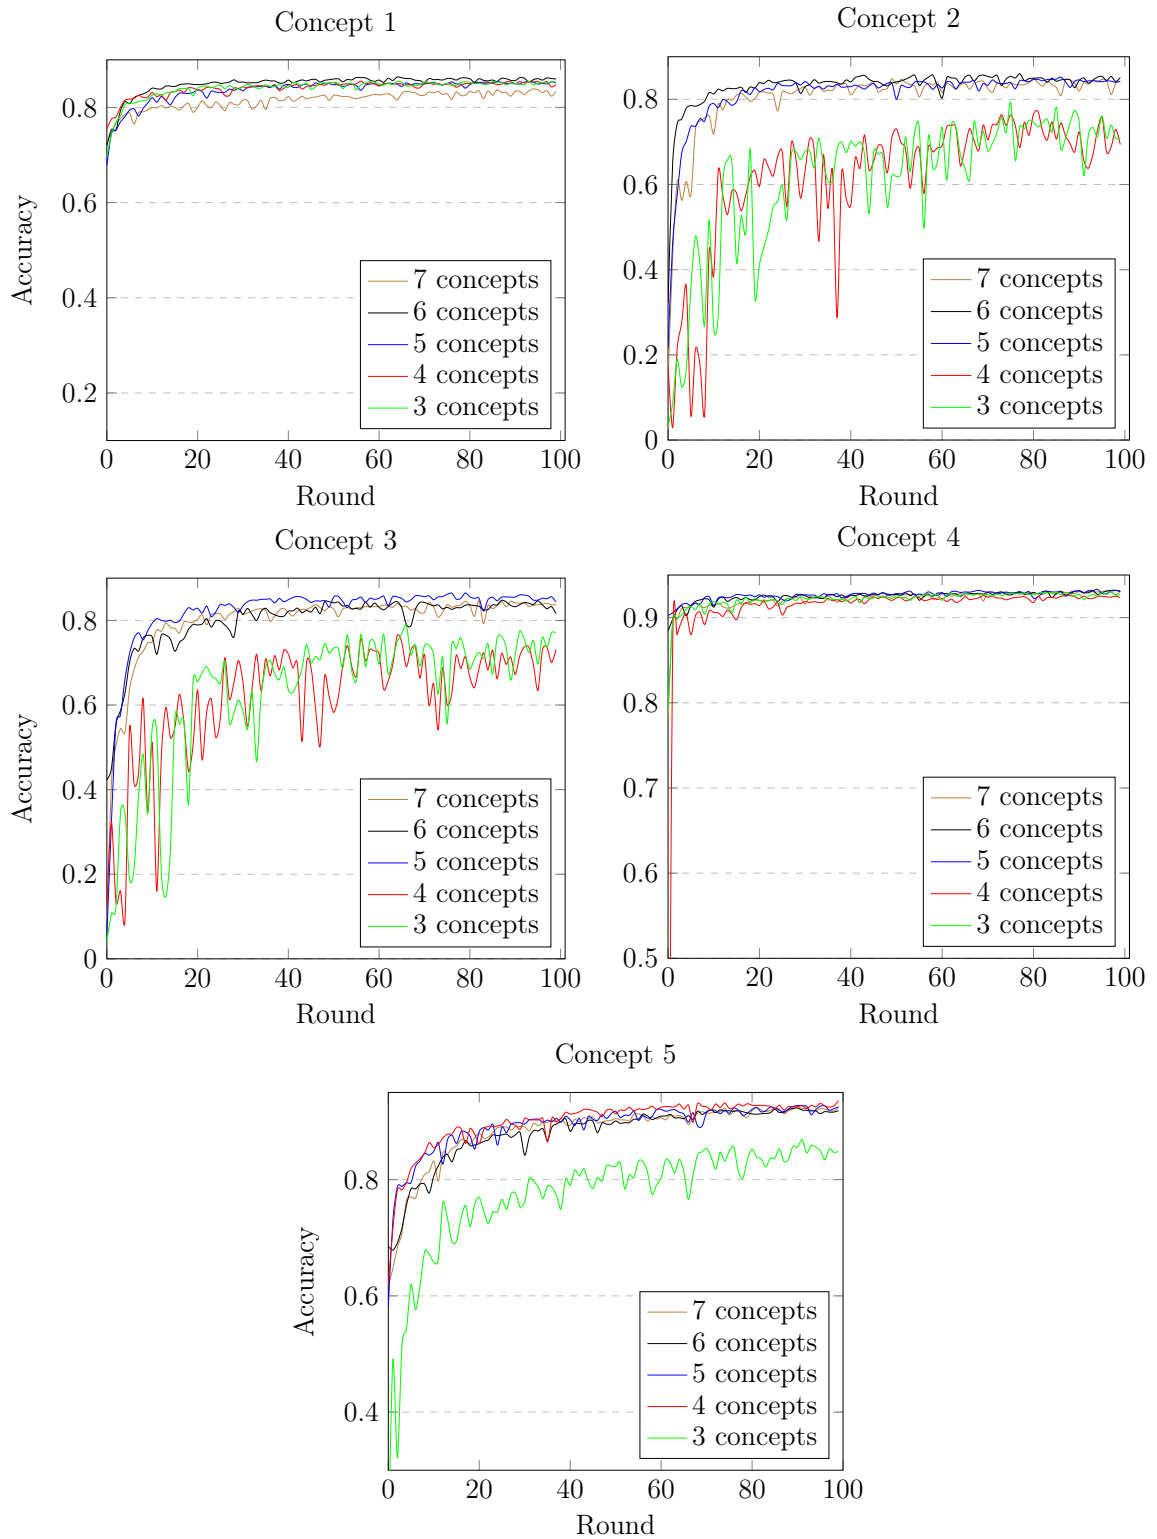 Concept 1
0.8
0.6
0.4
0.2
Accuracy
7 concepts
6 concepts
5 concepts
4 concepts
3 concepts
0 20 40 60 80 100
Round
Concept 2
0.8
0.6
0.4
0.2
0
7 concepts
6 concepts
5 concepts
4 concepts
3 concepts
0 20 40 60 80 100
Round
Concept 3
0.8
0.6
0.4
0.2
0
Accuracy
7 concepts
6 concepts
5 concepts
4 concepts
3 concepts
0 20 40 60 80 100
Round
Concept 4
0.9
0.8
0.7
0.6
0.5
7 concepts
6 concepts
5 concepts
4 concepts
3 concepts
0 20 40 60 80 100
Round
Concept 5
0.8
0.6
0.4
Accuracy
7 concepts
6 concepts
5 concepts
4 concepts
3 concepts
0 20 40 60 80 100
Round